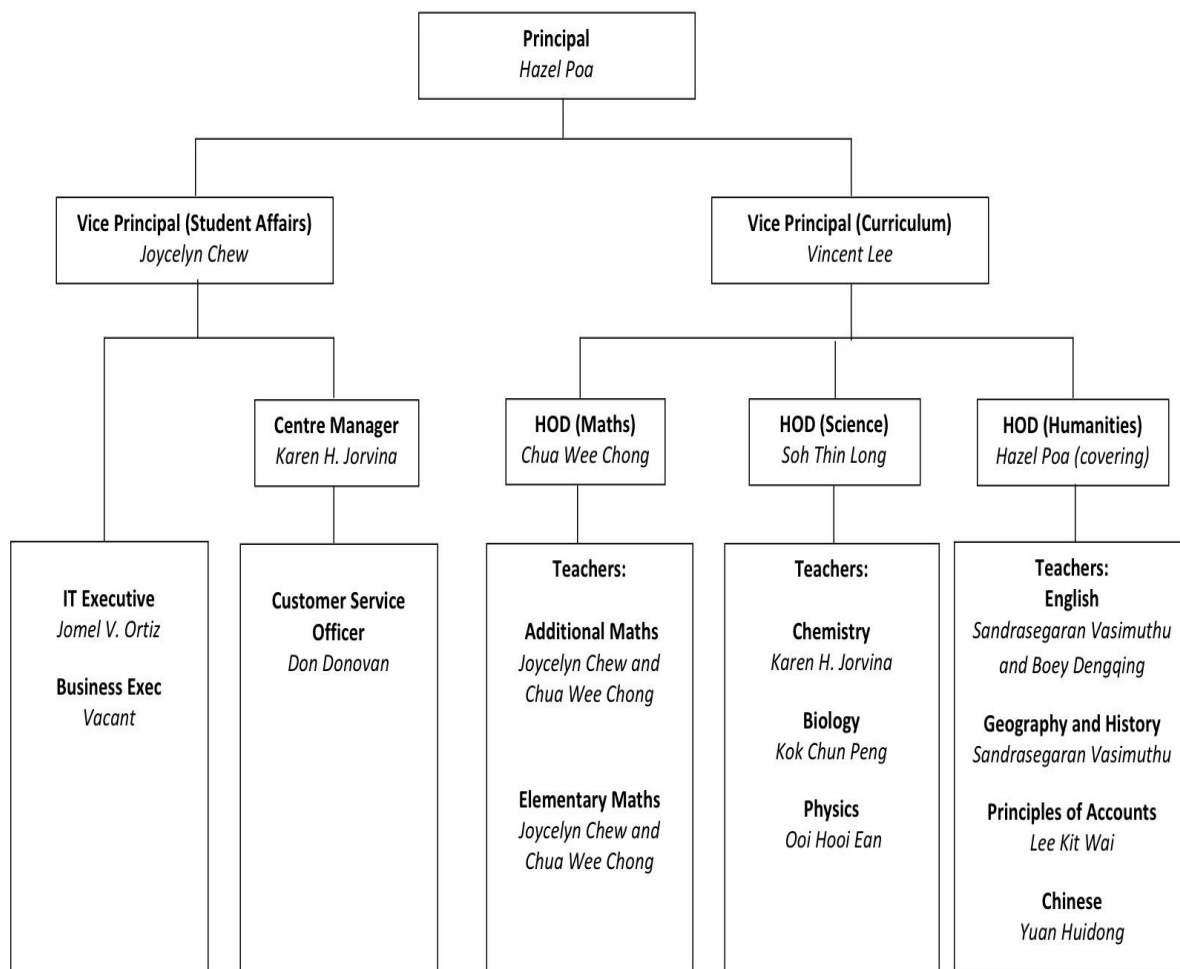 Principal
Hazel Poa
Vice Principal (Student Affairs)
Joycelyn Chew
Vice Principal (Curriculum)
Vincent Lee
Centre Manager
Karen H. Jorvina
HOD (Maths)
Chua Wee Chong
HOD (Science)
Soh Thin Long
HOD (Humanities)
Hazel Poa (covering)
IT Executive
Jomel V. Ortiz
Business Exec
Vacant
Customer Service
Officer
Don Donovan
Teachers:
Additional Maths
Joycelyn Chew and
Chua Wee Chong
Elementary Maths
Joycelyn Chew and
Chua Wee Chong
Teachers:
Chemistry
Karen H. Jorvina
Biology
Kok Chun Peng
Physics
Ooi Hooi Ean
Teachers:
English
Sandrasegaran Vasimuthu
and Boey Dengqing
Geography and History
Sandrasegaran Vasimuthu
Principles of Accounts
Lee Kit Wai
Chinese
Yuan Huidong